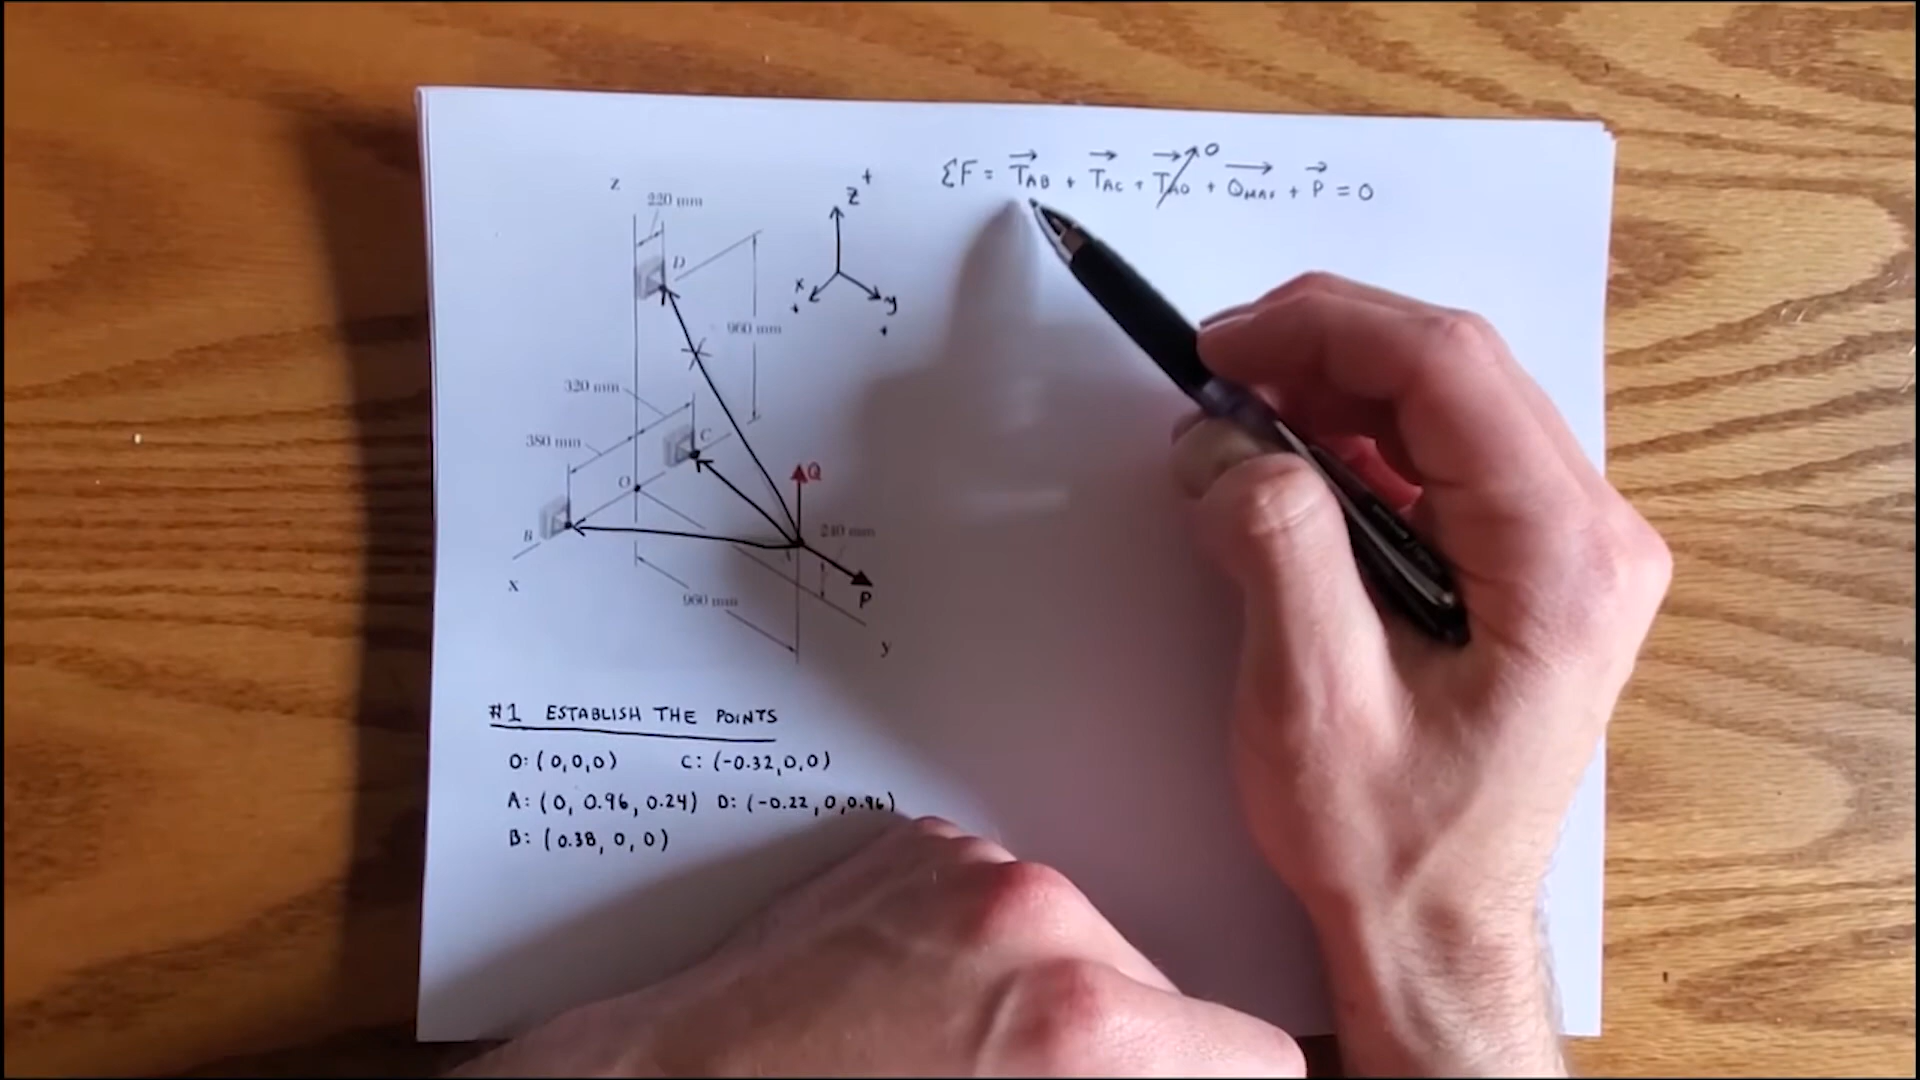 ΣF = T⃗AB + T⃗AC + T⃗AD ↗0 + Q⃗MAX + P⃗ = 0
z
220 mm
z +
D
x +
y +
960 mm
320 mm
380 mm
C
O
Q
B
240 mm
x
960 mm
P
y
#1 ESTABLISH THE POINTS
O: (0,0,0) C: (-0.32,0,0)
A: (0, 0.96, 0.24) D: (-0.22, 0, 0.96)
B: (0.38, 0, 0)